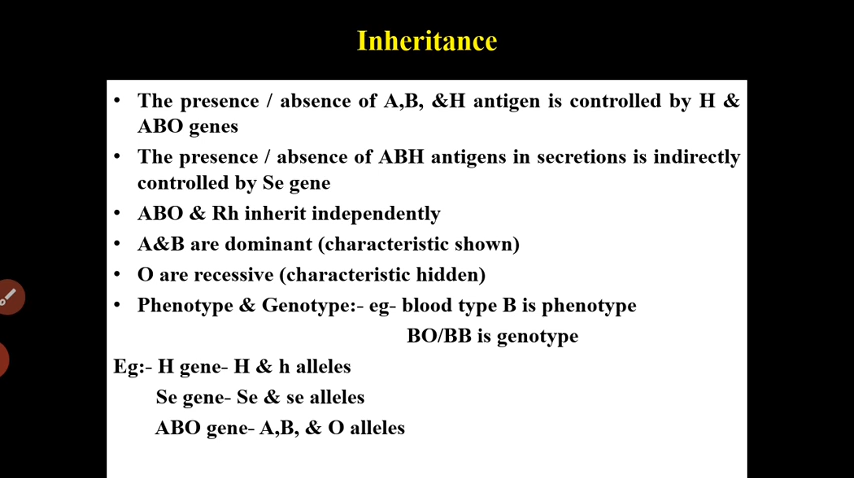 Inheritance
• The presence / absence of A,B, &H antigen is controlled by H &
ABO genes
• The presence / absence of ABH antigens in secretions is indirectly
controlled by Se gene
• ABO & Rh inherit independently
• A&B are dominant (characteristic shown)
• O are recessive (characteristic hidden)
• Phenotype & Genotype:- eg- blood type B is phenotype
BO/BB is genotype
Eg:- H gene- H & h alleles
Se gene- Se & se alleles
ABO gene- A,B, & O alleles